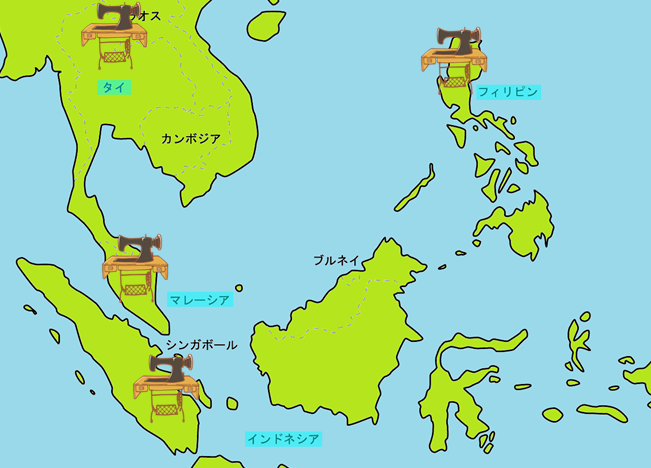 ラオス
タイ
フィリピン
カンボジア
ブルネイ
マレーシア
シンガポール
インドネシア